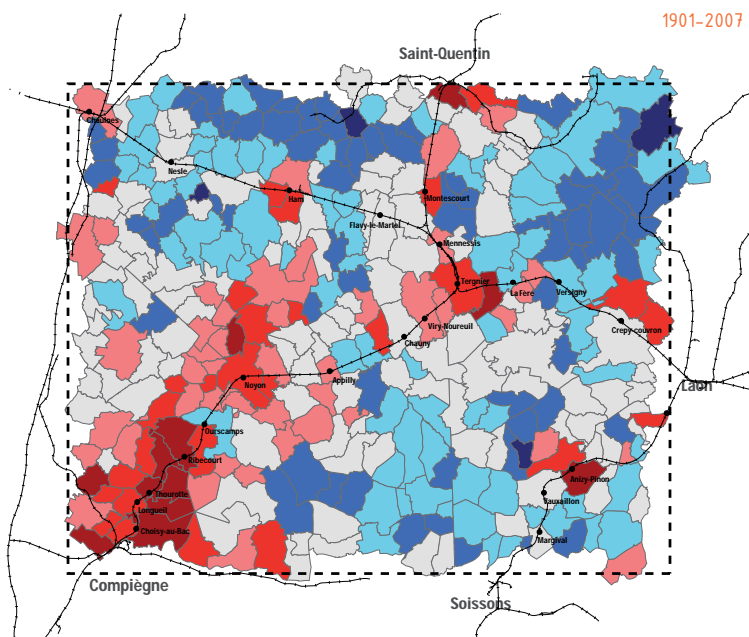 1901-2007
Saint-Quentin
Chaulnes
Nesle
Ham
Montescourt
Flavy-le-Martel
Mennessis
Tergnier
La Fère
Versigny
Viry-Noureuil
Crepy-couvron
Chauny
Appilly
Noyon
Laon
Ourscamps
Ribecourt
Anizy-Pinon
Thourotte
Vauxaillon
Longueil
Choisy-au-Bac
Margival
Compiègne
Soissons